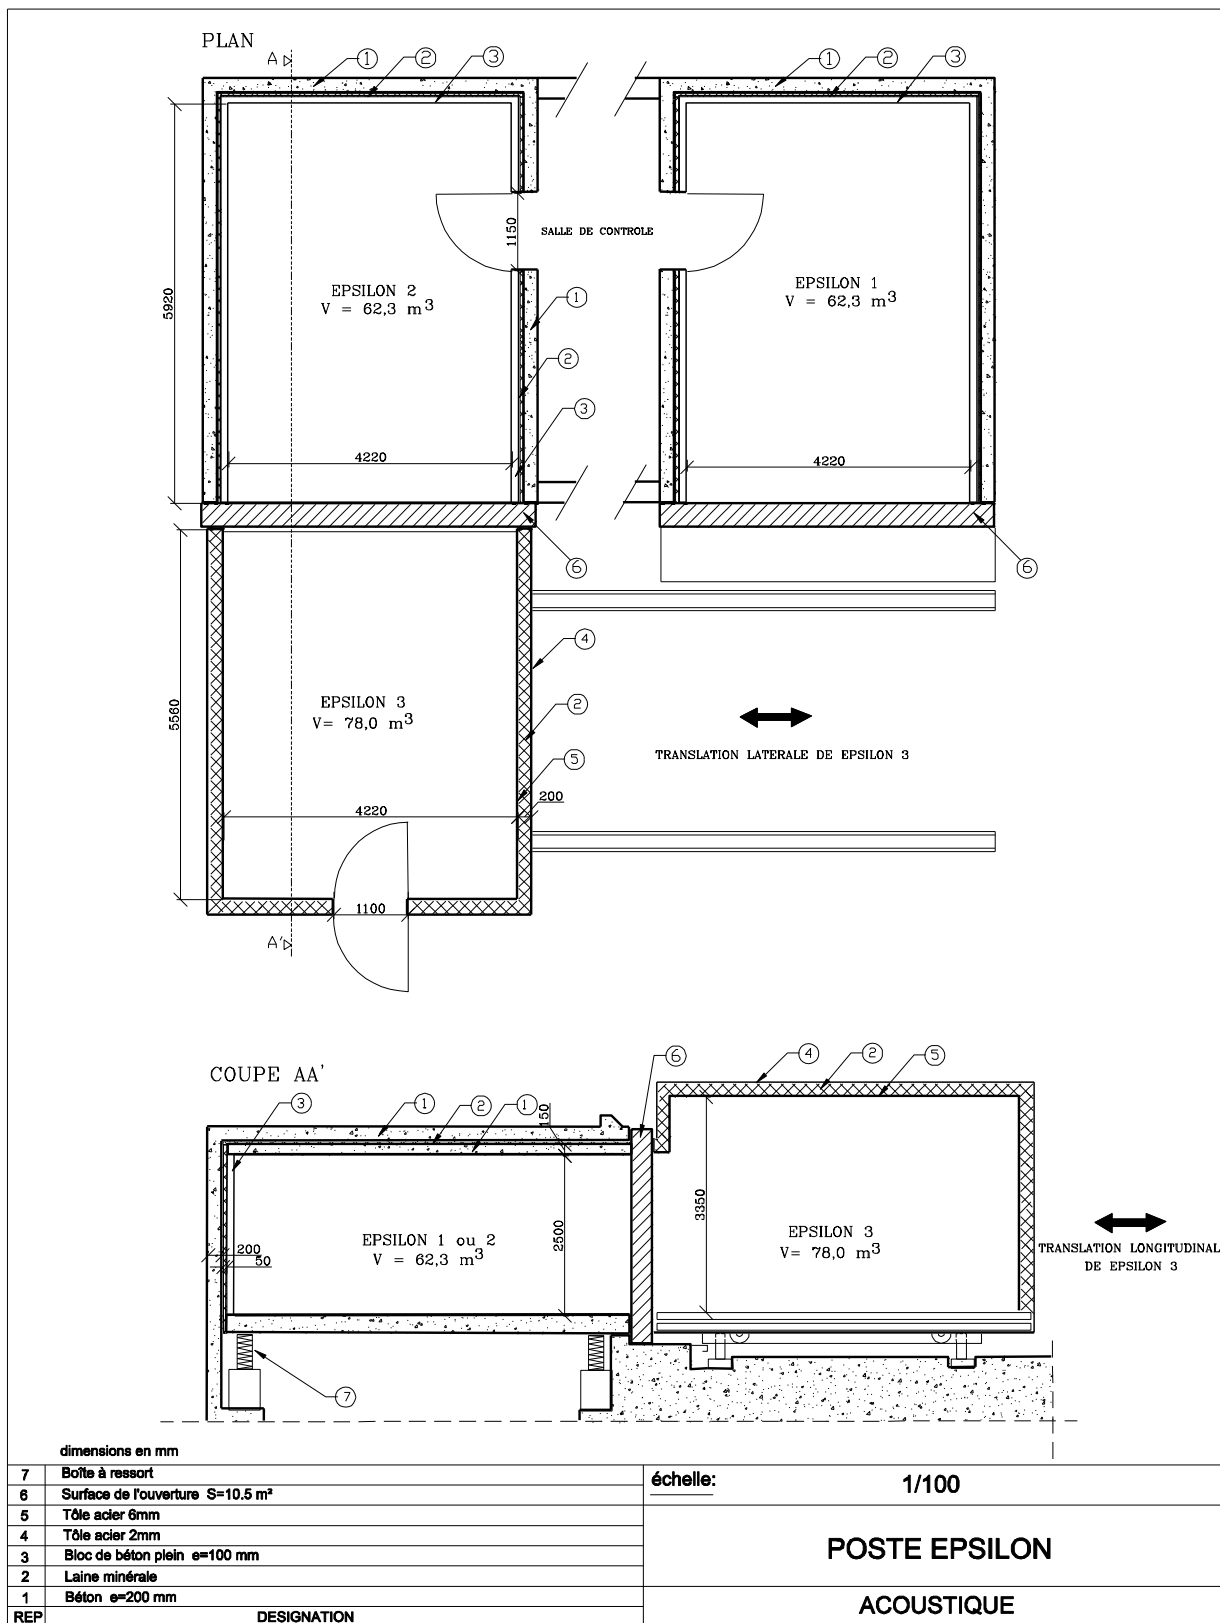 PLAN
A
1
2
3
1
2
3
5920
1150
SALLE DE CONTROLE
EPSILON 2
V = 62,3 m³
EPSILON 1
V = 62,3 m³
1
2
3
4220
4220
6
6
4
5560
EPSILON 3
V= 78,0 m³
2
TRANSLATION LATERALE DE EPSILON 3
5
200
4220
1100
A'
COUPE AA'
3
1
2
1
150
6
4
2
5
3350
2500
EPSILON 1 ou 2
V = 62,3 m³
EPSILON 3
V= 78,0 m³
200
50
TRANSLATION LONGITUDINAL
DE EPSILON 3
7
dimensions en mm
7 Boîte à ressort
6 Surface de l'ouverture S=10.5 m²
5 Tôle acier 6mm
4 Tôle acier 2mm
3 Bloc de béton plein e=100 mm
2 Laine minérale
1 Béton e=200 mm
REP DESIGNATION
échelle: 1/100
POSTE EPSILON
ACOUSTIQUE